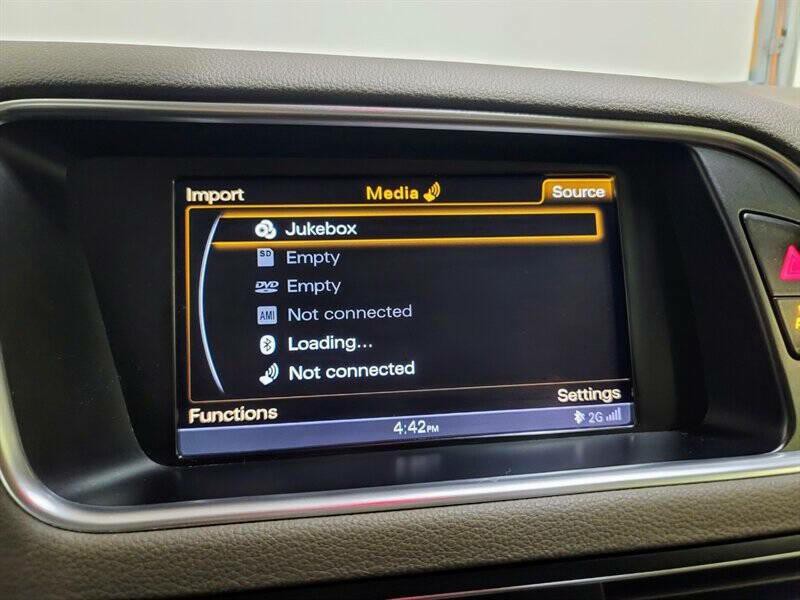 Import Media Source
Jukebox
SD Empty
DVD Empty
AMI Not connected
Loading...
Not connected
Functions Settings
4:42PM 2G